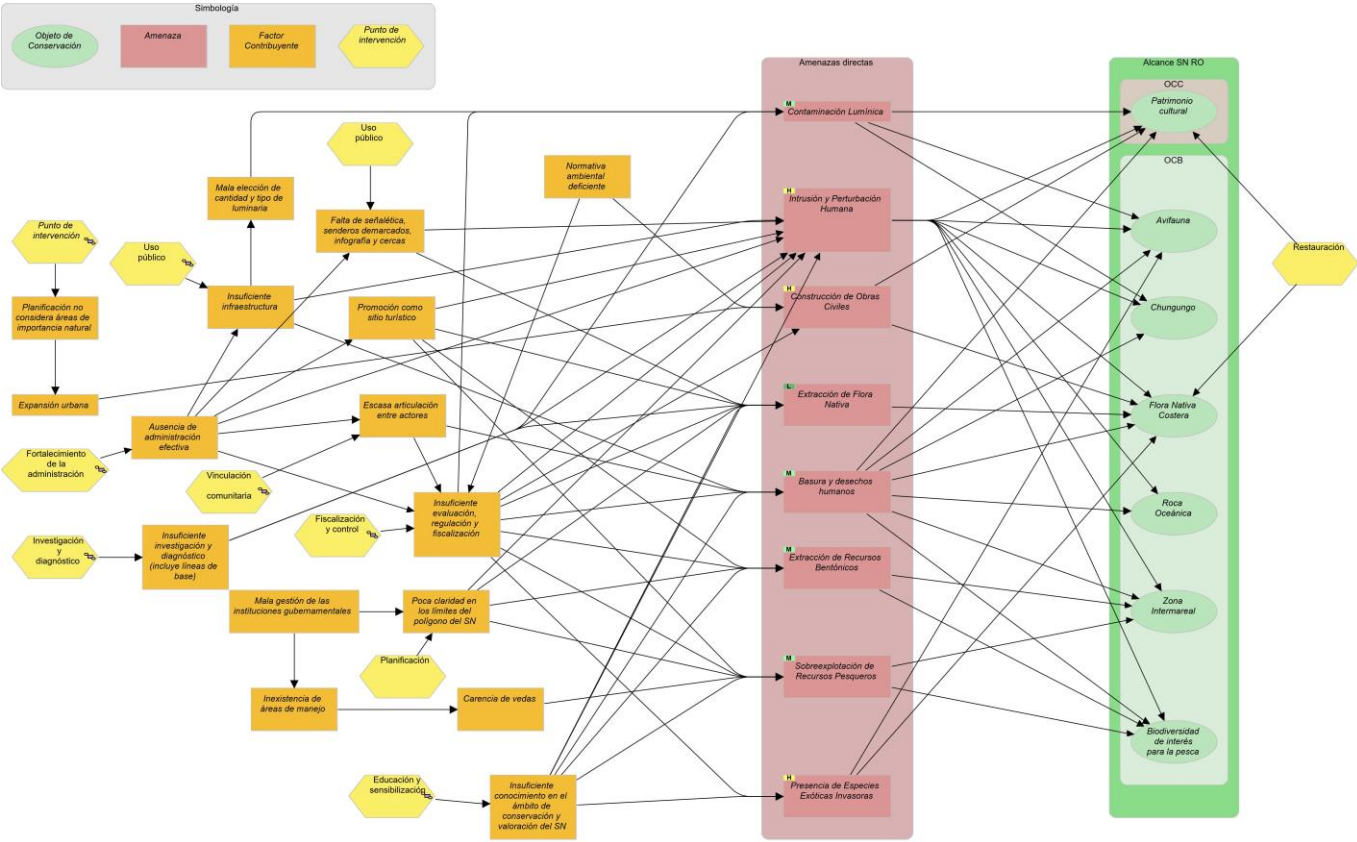 Simbología
Objeto de
Conservación
Amenaza
Factor
Contribuyente
Punto de
intervención
Amenazas directas
Alcance SN RO
OCC
Patrimonio
cultural
OCB
M
Contaminación Lumínica
Uso
público
Normativa
ambiental
deficiente
Mala elección de
cantidad y tipo de
luminaria
H
Intrusión y Perturbación
Humana
Falta de señalética,
senderos demarcados,
infografía y cercas
Avifauna
Punto de
intervención
Uso
público
Restauración
Insuficiente
infraestructura
Promoción como
sitio turístico
H
Construcción de Obras
Civiles
Chungungo
Planificación no
considera áreas de
importancia natural
Expansión urbana
Escasa articulación
entre actores
L
Extracción de Flora
Nativa
Flora Nativa
Costera
Ausencia de
administración
efectiva
Fortalecimiento
de la
administración
Vinculación
comunitaria
M
Basura y desechos
humanos
Insuficiente
evaluación,
regulación y
fiscalización
Roca
Oceánica
Fiscalización
y control
Investigación
y
diagnóstico
Insuficiente
investigación y
diagnóstico
(incluye líneas de
base)
M
Extracción de Recursos
Bentónicos
Mala gestión de las
instituciones gubernamentales
Poca claridad en
los límites del
polígono del SN
Zona
Intermareal
Planificación
M
Sobreexplotación de
Recursos Pesqueros
Inexistencia de
áreas de manejo
Carencia de vedas
Biodiversidad
de interés
para la pesca
Educación y
sensibilización
Insuficiente
conocimiento en el
ámbito de
conservación y
valoración del SN
H
Presencia de Especies
Exóticas Invasoras